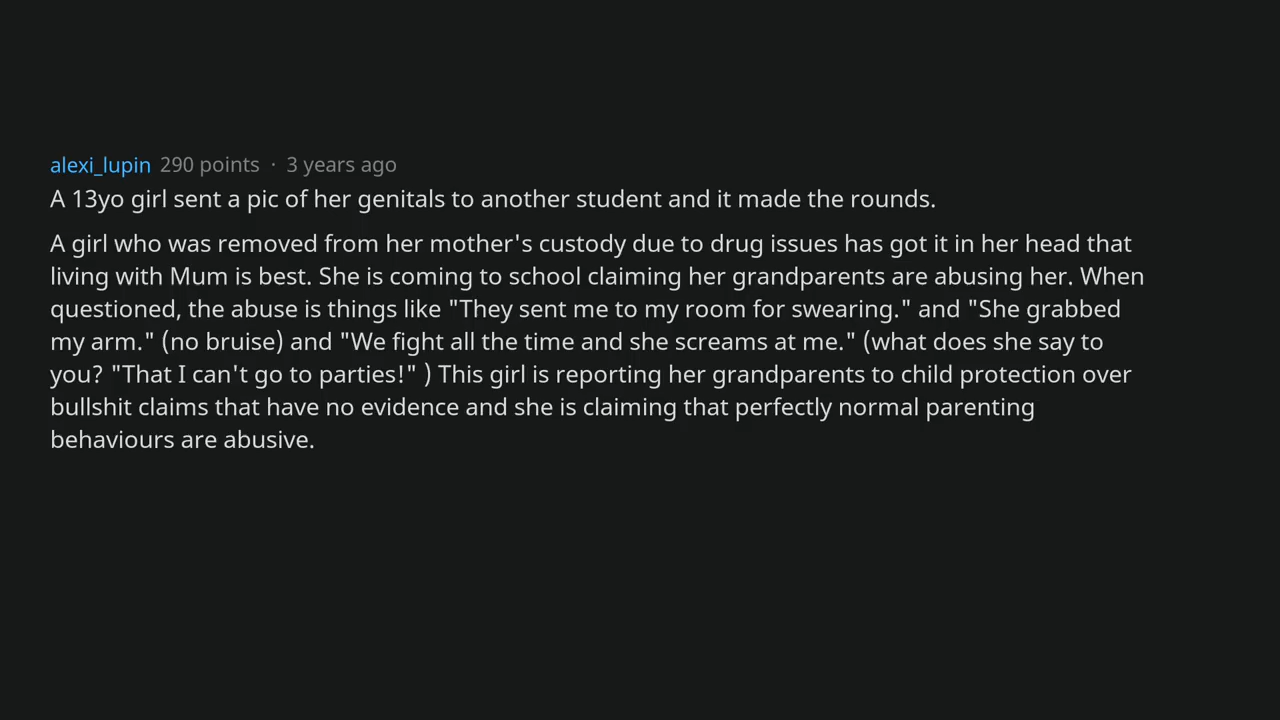 alexi_lupin 290 points · 3 years ago
A 13yo girl sent a pic of her genitals to another student and it made the rounds.
A girl who was removed from her mother's custody due to drug issues has got it in her head that
living with Mum is best. She is coming to school claiming her grandparents are abusing her. When
questioned, the abuse is things like "They sent me to my room for swearing." and "She grabbed
my arm." (no bruise) and "We fight all the time and she screams at me." (what does she say to
you? "That I can't go to parties!" ) This girl is reporting her grandparents to child protection over
bullshit claims that have no evidence and she is claiming that perfectly normal parenting
behaviours are abusive.